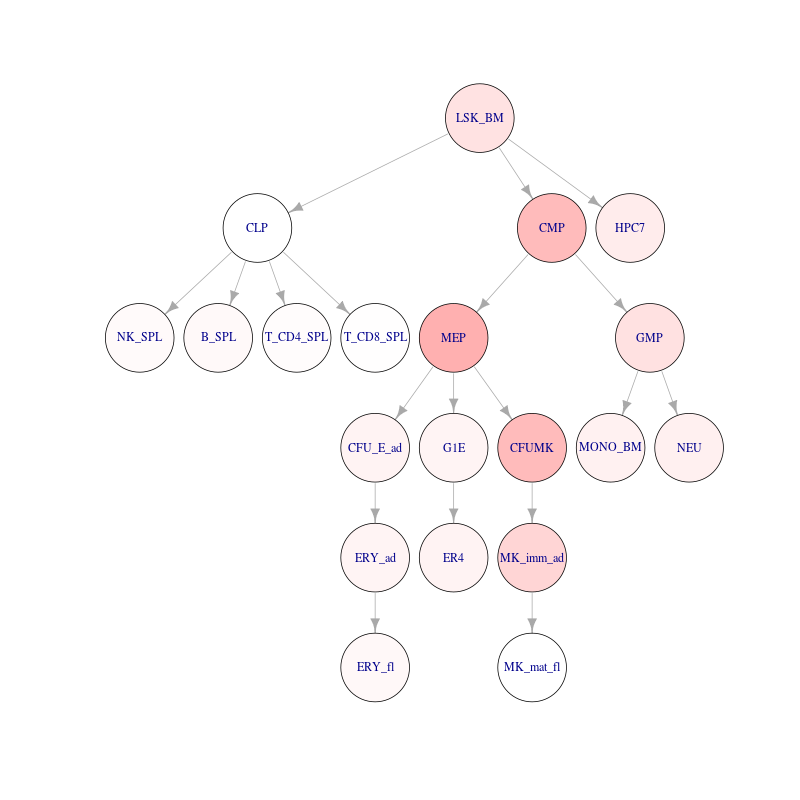 LSK_BM
CLP
CMP
HPC7
NK_SPL
B_SPL
T_CD4_SPL
T_CD8_SPL
MEP
GMP
CFU_E_ad
G1E
CFUMK
MONO_BM
NEU
ERY_ad
ER4
MK_imm_ad
ERY_fl
MK_mat_fl